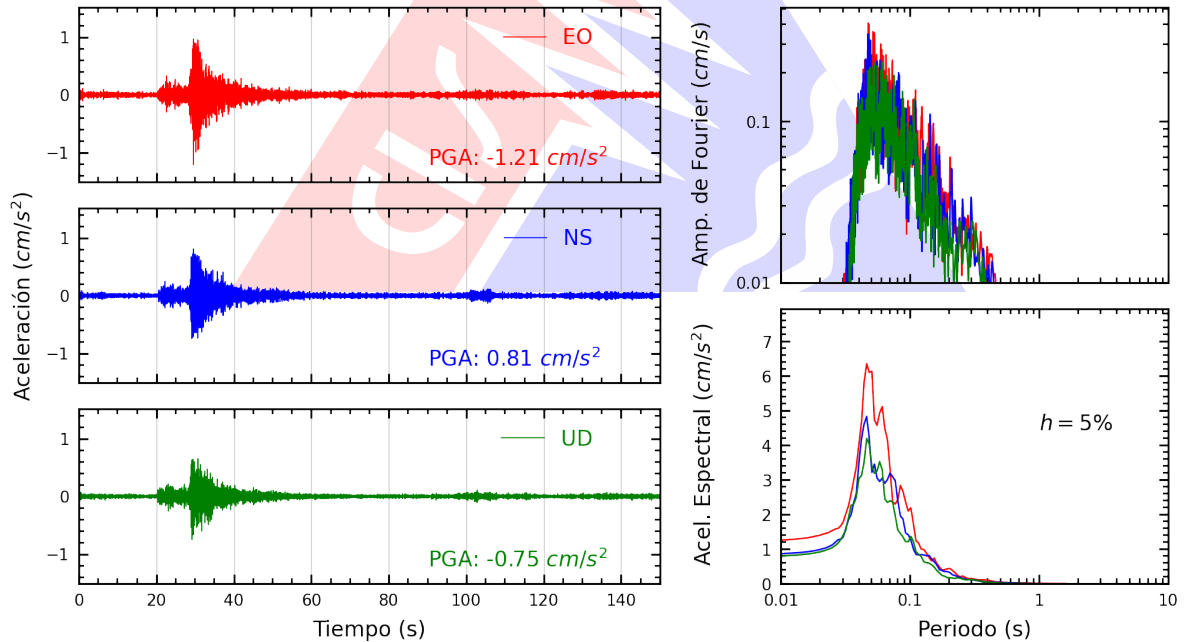 Aceleración (cm/s²)
1
0
−1
EO
PGA: -1.21 cm/s²
1
0
−1
NS
PGA: 0.81 cm/s²
1
0
−1
UD
PGA: -0.75 cm/s²
0 20 40 60 80 100 120 140
Tiempo (s)
Amp. de Fourier (cm/s)
0.1
0.01
Acel. Espectral (cm/s²)
7
6
5
4
3
2
1
0
h = 5%
0.01 0.1 1 10
Periodo (s)